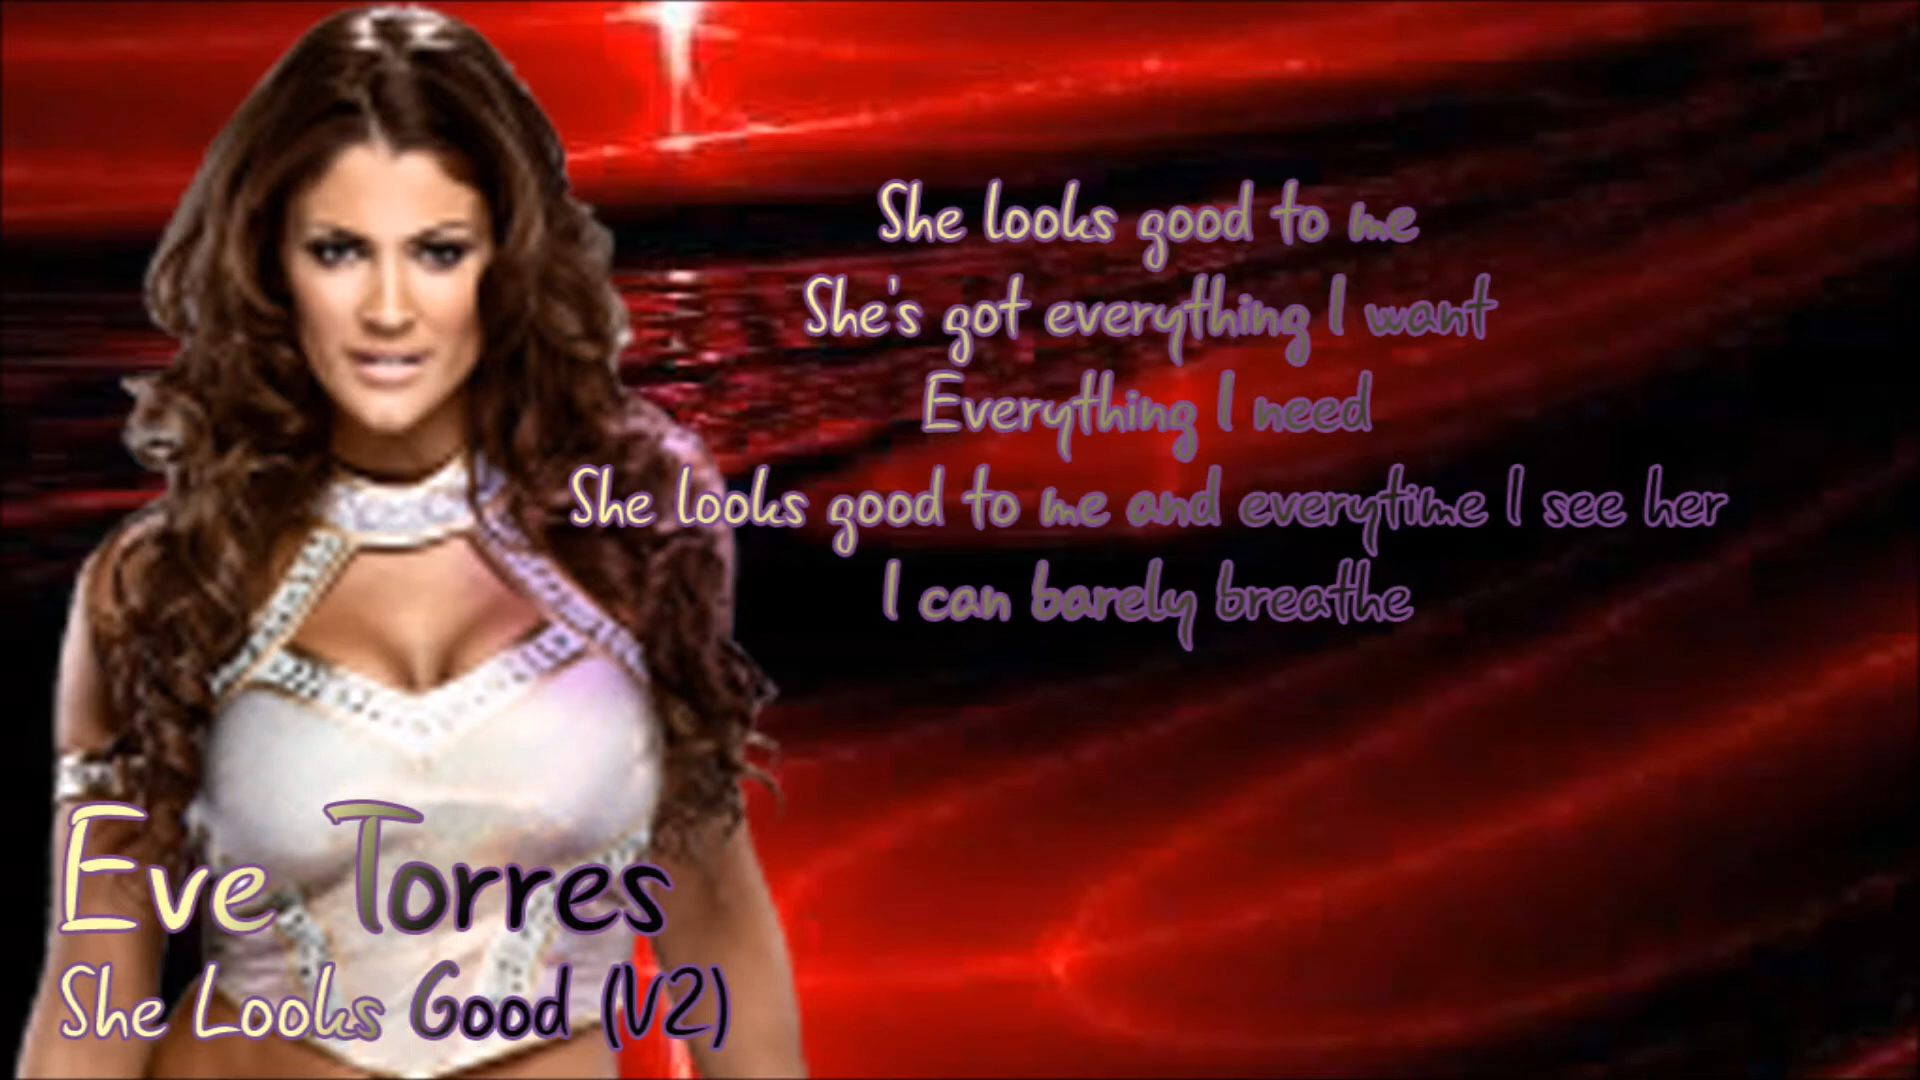 She looks good to me
She's got everything I want
Everything I need
She looks good to me and everytime I see her
I can barely breathe
Eve Torres
She Looks Good (V2)